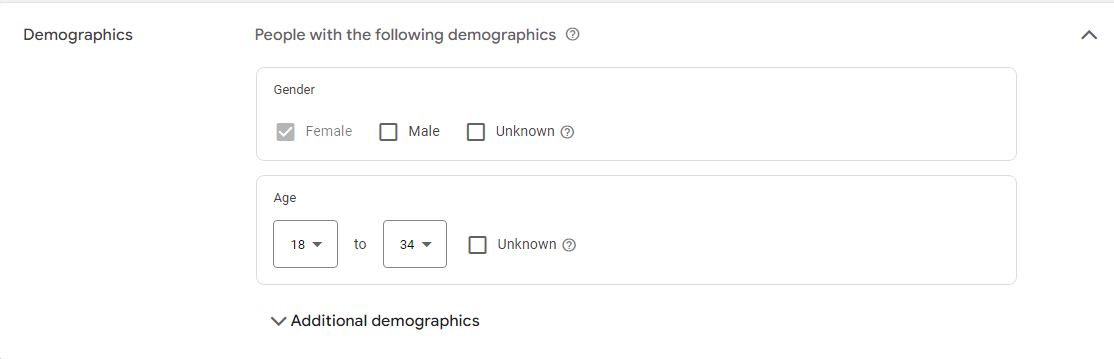 Demographics
People with the following demographics
Gender
Female Male Unknown
Age
18 to 34 Unknown
Additional demographics